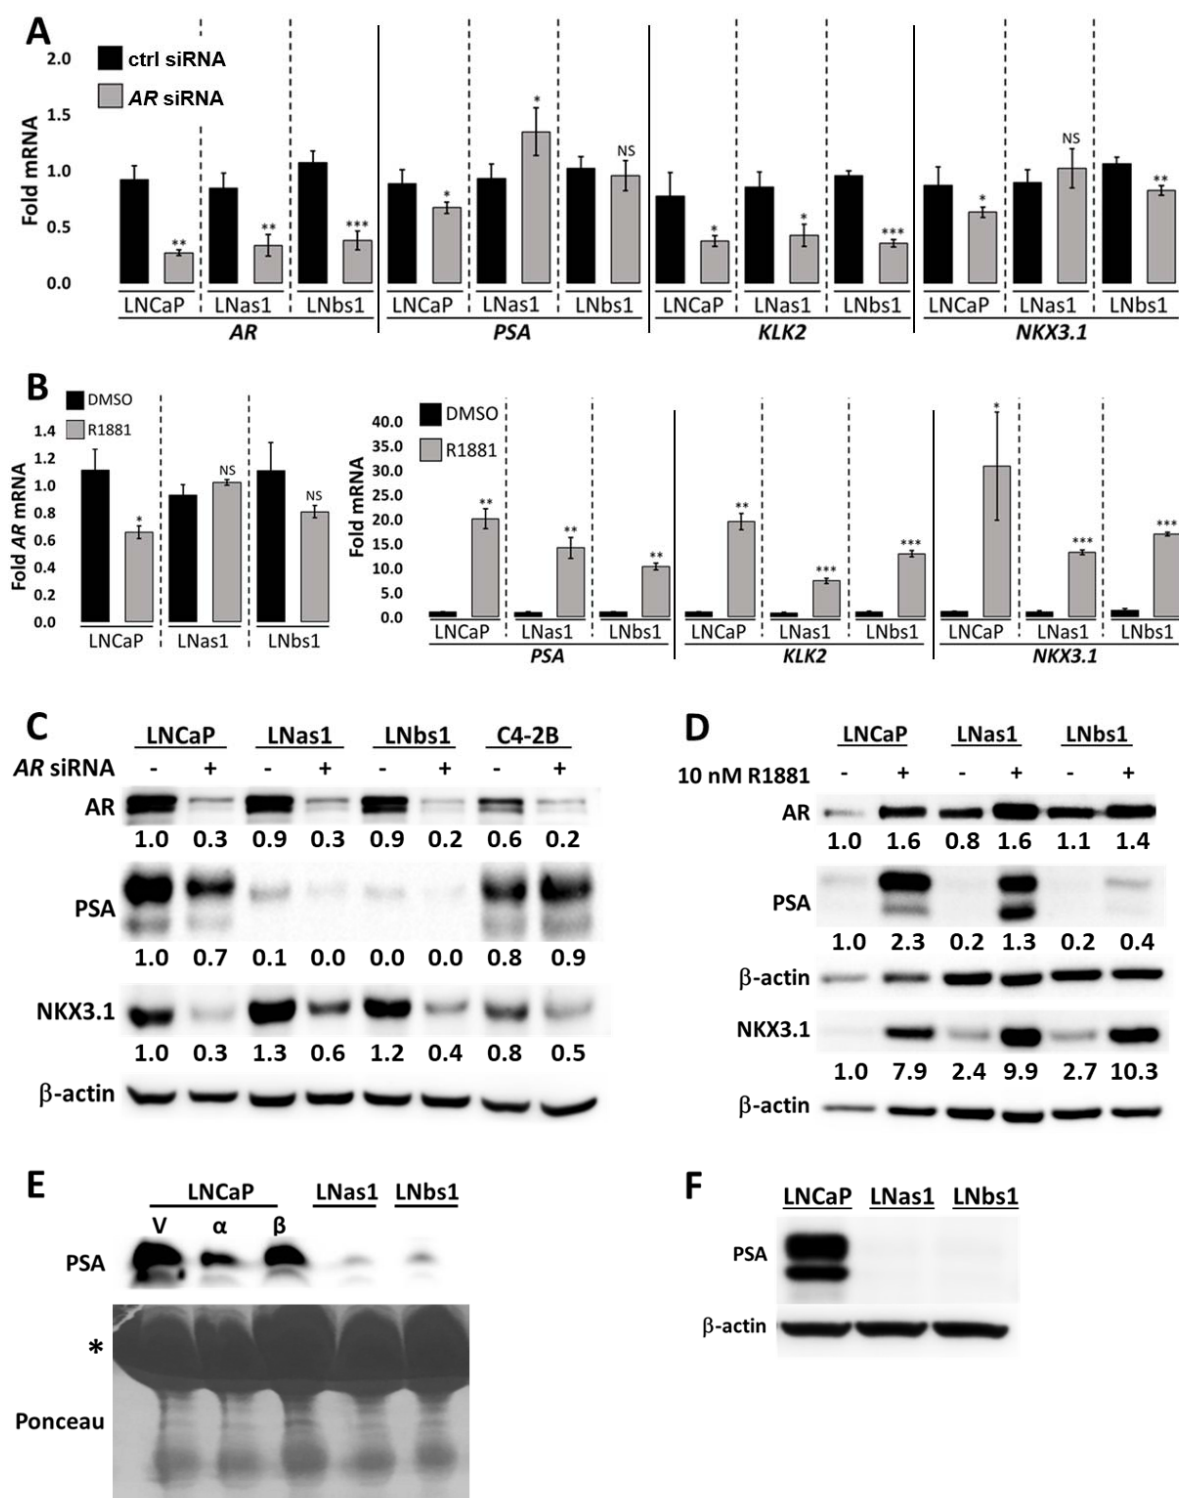 A
ctrl siRNA
AR siRNA
Fold mRNA
2.0
1.5
1.0
0.5
0.0
** ** *** * * NS * * *** * NS **
LNCaP LNas1 LNbs1 LNCaP LNas1 LNbs1 LNCaP LNas1 LNbs1 LNCaP LNas1 LNbs1
AR PSA KLK2 NKX3.1
B
DMSO
R1881
Fold AR mRNA
1.4
1.2
1.0
0.8
0.6
0.4
0.2
0.0
* NS NS
LNCaP LNas1 LNbs1
DMSO
R1881
Fold mRNA
40.0
35.0
30.0
25.0
20.0
15.0
10.0
5.0
0.0
** ** ** ** *** *** * *** ***
LNCaP LNas1 LNbs1 LNCaP LNas1 LNbs1 LNCaP LNas1 LNbs1
PSA KLK2 NKX3.1
C
LNCaP LNas1 LNbs1 C4-2B
AR siRNA - + - + - + - +
AR
1.0 0.3 0.9 0.3 0.9 0.2 0.6 0.2
PSA
1.0 0.7 0.1 0.0 0.0 0.0 0.8 0.9
NKX3.1
1.0 0.3 1.3 0.6 1.2 0.4 0.8 0.5
β-actin
D
LNCaP LNas1 LNbs1
10 nM R1881 - + - + - +
AR
1.0 1.6 0.8 1.6 1.1 1.4
PSA
1.0 2.3 0.2 1.3 0.2 0.4
β-actin
NKX3.1
1.0 7.9 2.4 9.9 2.7 10.3
β-actin
E
LNCaP LNas1 LNbs1
V α β
PSA
*
Ponceau
F
LNCaP LNas1 LNbs1
PSA
β-actin